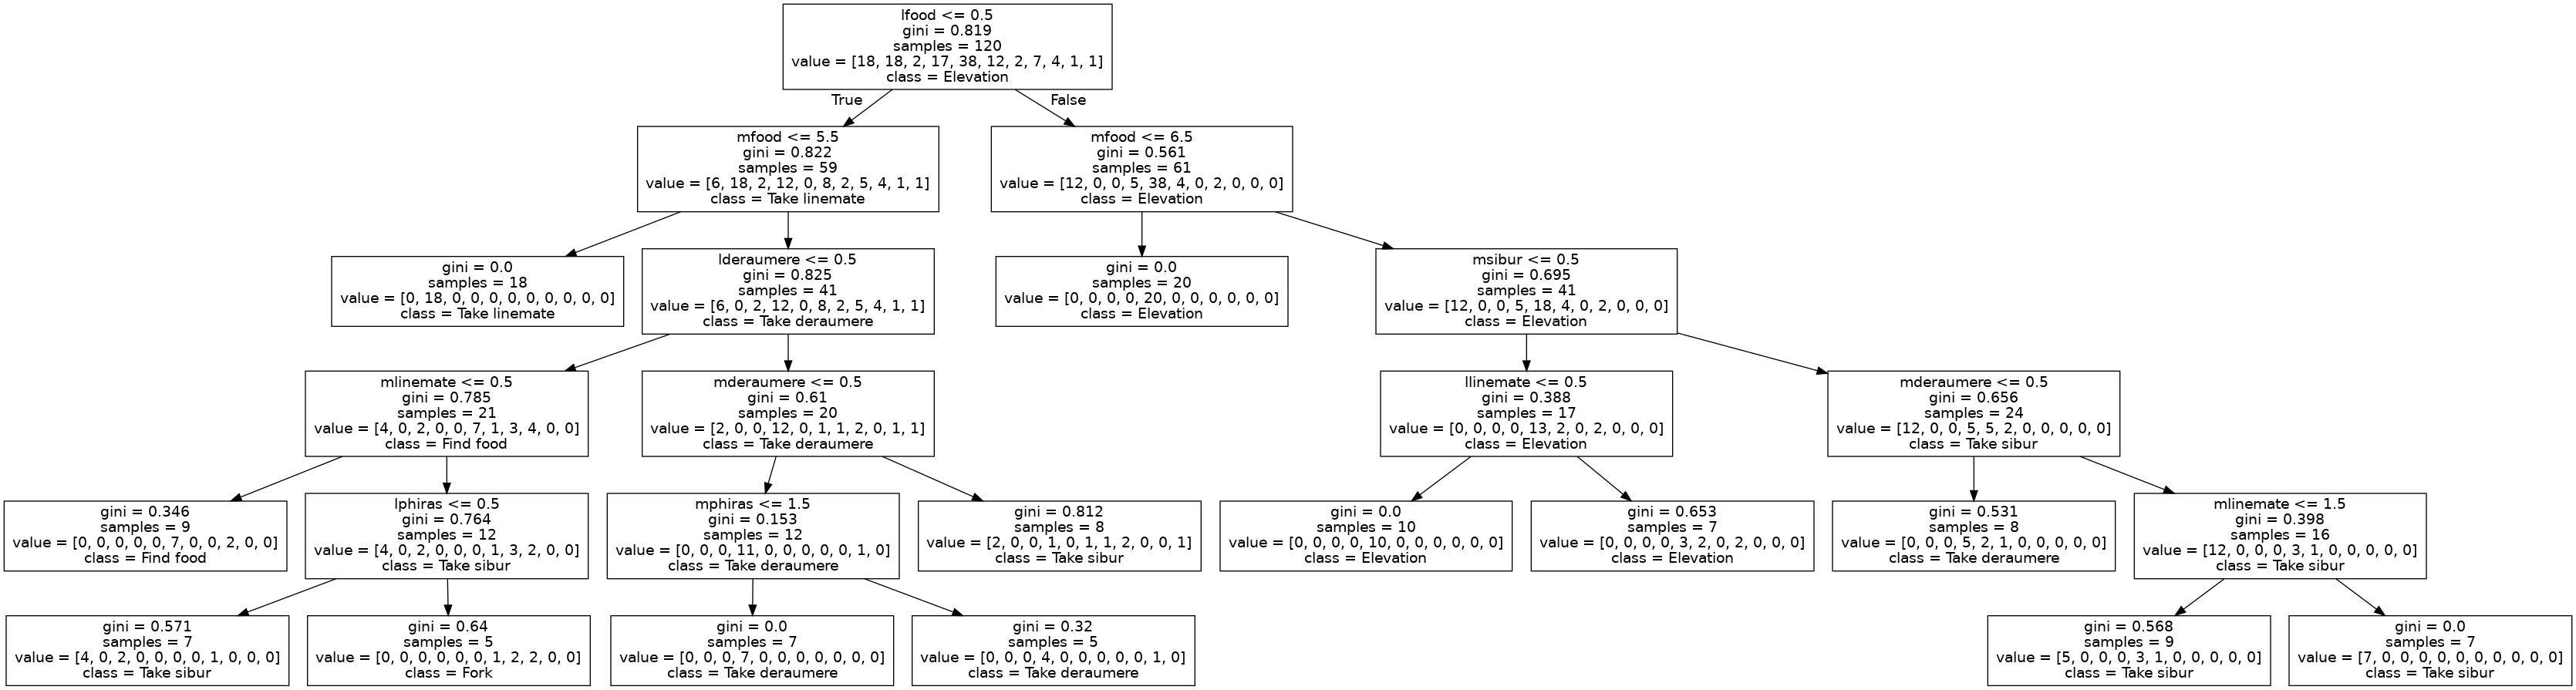 lfood <= 0.5
gini = 0.819
samples = 120
value = [18, 18, 2, 17, 38, 12, 2, 7, 4, 1, 1]
class = Elevation
True
False
mfood <= 5.5
gini = 0.822
samples = 59
value = [6, 18, 2, 12, 0, 8, 2, 5, 4, 1, 1]
class = Take linemate
mfood <= 6.5
gini = 0.561
samples = 61
value = [12, 0, 0, 5, 38, 4, 0, 2, 0, 0, 0]
class = Elevation
gini = 0.0
samples = 18
value = [0, 18, 0, 0, 0, 0, 0, 0, 0, 0, 0]
class = Take linemate
lderaumere <= 0.5
gini = 0.825
samples = 41
value = [6, 0, 2, 12, 0, 8, 2, 5, 4, 1, 1]
class = Take deraumere
gini = 0.0
samples = 20
value = [0, 0, 0, 0, 20, 0, 0, 0, 0, 0, 0]
class = Elevation
msibur <= 0.5
gini = 0.695
samples = 41
value = [12, 0, 0, 5, 18, 4, 0, 2, 0, 0, 0]
class = Elevation
mlinemate <= 0.5
gini = 0.785
samples = 21
value = [4, 0, 2, 0, 0, 7, 1, 3, 4, 0, 0]
class = Find food
mderaumere <= 0.5
gini = 0.61
samples = 20
value = [2, 0, 0, 12, 0, 1, 1, 2, 0, 1, 1]
class = Take deraumere
llinemate <= 0.5
gini = 0.388
samples = 17
value = [0, 0, 0, 0, 13, 2, 0, 2, 0, 0, 0]
class = Elevation
mderaumere <= 0.5
gini = 0.656
samples = 24
value = [12, 0, 0, 5, 5, 2, 0, 0, 0, 0, 0]
class = Take sibur
gini = 0.346
samples = 9
value = [0, 0, 0, 0, 0, 7, 0, 0, 2, 0, 0]
class = Find food
lphiras <= 0.5
gini = 0.764
samples = 12
value = [4, 0, 2, 0, 0, 0, 1, 3, 2, 0, 0]
class = Take sibur
mphiras <= 1.5
gini = 0.153
samples = 12
value = [0, 0, 0, 11, 0, 0, 0, 0, 0, 1, 0]
class = Take deraumere
gini = 0.812
samples = 8
value = [2, 0, 0, 1, 0, 1, 1, 2, 0, 0, 1]
class = Take sibur
gini = 0.0
samples = 10
value = [0, 0, 0, 0, 10, 0, 0, 0, 0, 0, 0]
class = Elevation
gini = 0.653
samples = 7
value = [0, 0, 0, 0, 3, 2, 0, 2, 0, 0, 0]
class = Elevation
gini = 0.531
samples = 8
value = [0, 0, 0, 5, 2, 1, 0, 0, 0, 0, 0]
class = Take deraumere
mlinemate <= 1.5
gini = 0.398
samples = 16
value = [12, 0, 0, 0, 3, 1, 0, 0, 0, 0, 0]
class = Take sibur
gini = 0.571
samples = 7
value = [4, 0, 2, 0, 0, 0, 0, 1, 0, 0, 0]
class = Take sibur
gini = 0.64
samples = 5
value = [0, 0, 0, 0, 0, 0, 1, 2, 2, 0, 0]
class = Fork
gini = 0.0
samples = 7
value = [0, 0, 0, 7, 0, 0, 0, 0, 0, 0, 0]
class = Take deraumere
gini = 0.32
samples = 5
value = [0, 0, 0, 4, 0, 0, 0, 0, 0, 1, 0]
class = Take deraumere
gini = 0.568
samples = 9
value = [5, 0, 0, 0, 3, 1, 0, 0, 0, 0, 0]
class = Take sibur
gini = 0.0
samples = 7
value = [7, 0, 0, 0, 0, 0, 0, 0, 0, 0, 0]
class = Take sibur